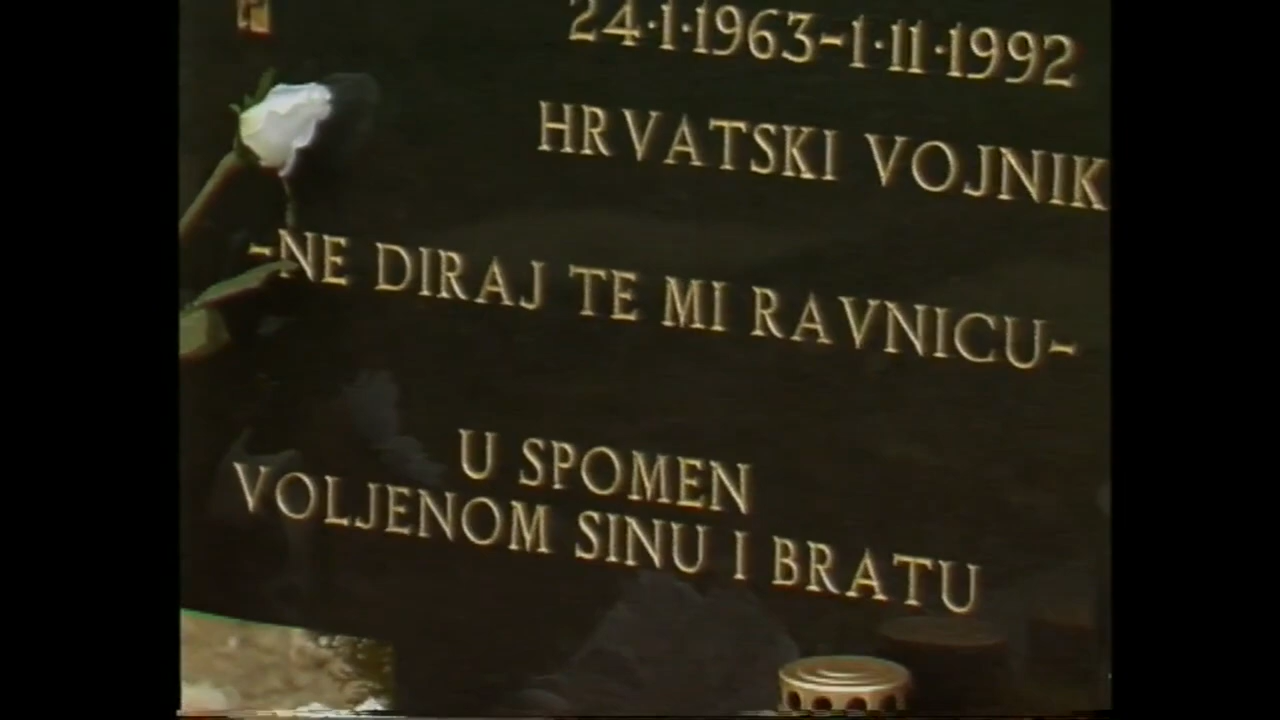 24·1·1963-1·11·1992
HRVATSKI VOJNIK
-NE DIRAJ TE MI RAVNICU-
U SPOMEN
VOLJENOM SINU I BRATU